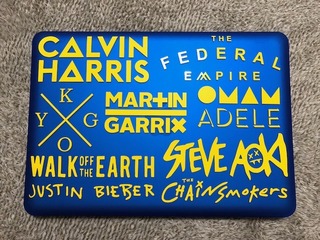 CALVIN
HARRIS
THE
FEDERAL
EMPIRE
K
Y G
O
MARTIN
GARRIX
OMAM
ADELE
WALK OFF THE EARTH
STEVE AOKI
JUSTIN BIEBER
THE CHAINSMOKERS